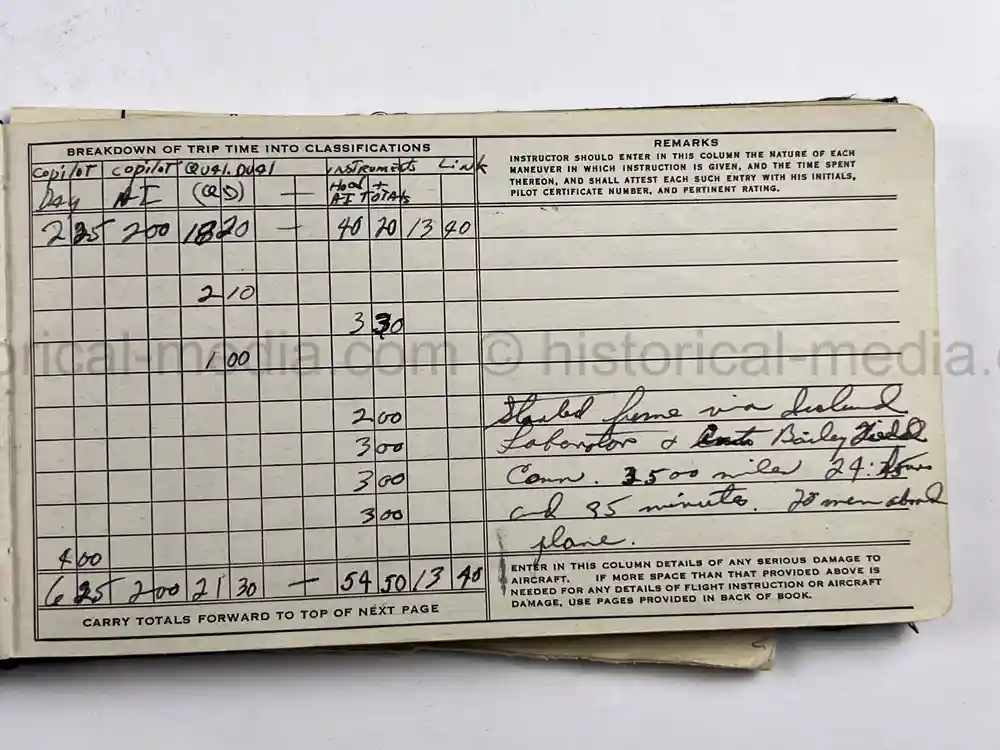 BREAKDOWN OF TRIP TIME INTO CLASSIFICATIONS
copilot copilot Qual. Dual — instruments Link
Day AI (QD) Hood + AI Totals
2 25 2 00 18 20 — 40 20 13 40
2 10
3 30
1 00
2 00
3 00
3 00
3 00
4 00
6 25 2 00 21 30 — 54 50 13 40
CARRY TOTALS FORWARD TO TOP OF NEXT PAGE
REMARKS
INSTRUCTOR SHOULD ENTER IN THIS COLUMN THE NATURE OF EACH
MANEUVER IN WHICH INSTRUCTION IS GIVEN, AND THE TIME SPENT
THEREON, AND SHALL ATTEST EACH SUCH ENTRY WITH HIS INITIALS,
PILOT CERTIFICATE NUMBER, AND PERTINENT RATING.
Started home via Iceland
Labrador & Bailey Field
Conn. 3500 miles 24:
and 35 minutes. 20 men aboard
plane.
ENTER IN THIS COLUMN DETAILS OF ANY SERIOUS DAMAGE TO
AIRCRAFT. IF MORE SPACE THAN THAT PROVIDED ABOVE IS
NEEDED FOR ANY DETAILS OF FLIGHT INSTRUCTION OR AIRCRAFT
DAMAGE, USE PAGES PROVIDED IN BACK OF BOOK.
orical-media.com © historical-media.c